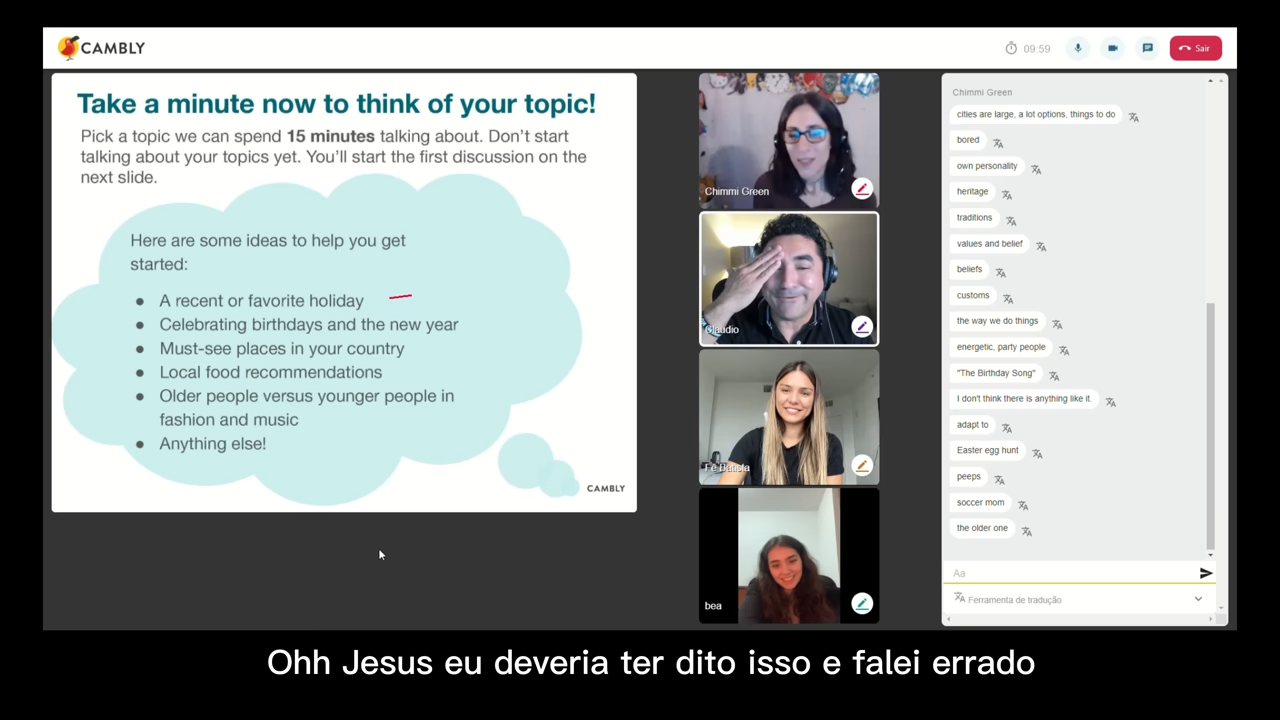 CAMBLY
09:59
Sair
Take a minute now to think of your topic!
Pick a topic we can spend 15 minutes talking about. Don't start
talking about your topics yet. You'll start the first discussion on the
next slide.
Here are some ideas to help you get
started:
● A recent or favorite holiday
● Celebrating birthdays and the new year
● Must-see places in your country
● Local food recommendations
● Older people versus younger people in
fashion and music
● Anything else!
CAMBLY
Chimmi Green
Claudio
Fe Batista
bea
Chimmi Green
cities are large, a lot options, things to do
bored
own personality
heritage
traditions
values and belief
beliefs
customs
the way we do things
energetic, party people
"The Birthday Song"
I don't think there is anything like it.
adapt to
Easter egg hunt
peeps
soccer mom
the older one
Aa
Ferramenta de tradução
Ohh Jesus eu deveria ter dito isso e falei errado